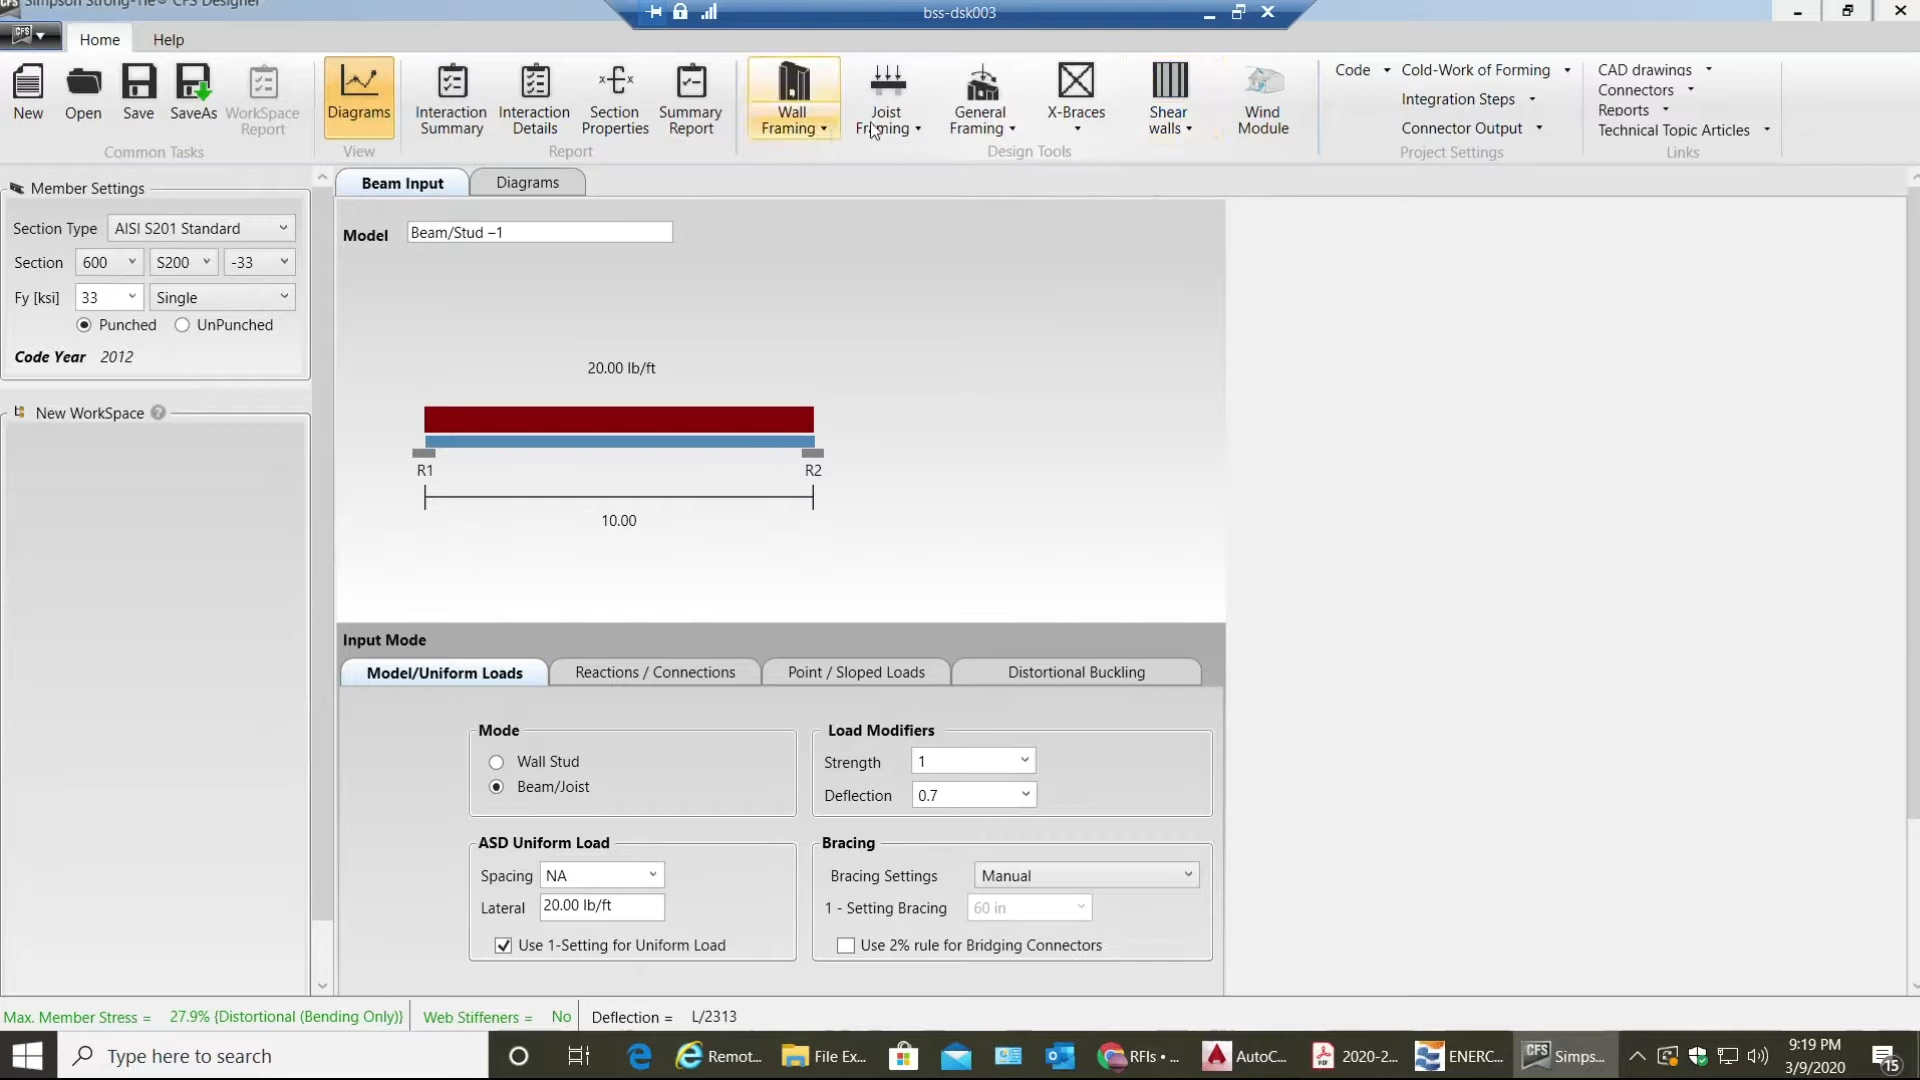 Simpson Strong-Tie® CFS Designer
bss-dsk003
CFS
Home
Help
New
Open
Save
SaveAs
WorkSpace Report
Common Tasks
Diagrams
View
Interaction Summary
Interaction Details
Section Properties
Summary Report
Report
Wall Framing
Joist Framing
General Framing
X-Braces
Shear walls
Wind Module
Design Tools
Code
Cold-Work of Forming
Integration Steps
Connector Output
Project Settings
CAD drawings
Connectors
Reports
Technical Topic Articles
Links
Member Settings
Section Type AISI S201 Standard
Section 600 S200 -33
Fy [ksi] 33 Single
Punched UnPunched
Code Year 2012
New WorkSpace ?
Beam Input
Diagrams
Model Beam/Stud –1
20.00 lb/ft
R1 R2
10.00
Input Mode
Model/Uniform Loads
Reactions / Connections
Point / Sloped Loads
Distortional Buckling
Mode
Wall Stud
Beam/Joist
Load Modifiers
Strength 1
Deflection 0.7
ASD Uniform Load
Spacing NA
Lateral 20.00 lb/ft
Use 1-Setting for Uniform Load
Bracing
Bracing Settings Manual
1 - Setting Bracing 60 in
Use 2% rule for Bridging Connectors
Max. Member Stress = 27.9% {Distortional (Bending Only)} Web Stiffeners = No Deflection = L/2313
Type here to search
Remot...
File Ex...
RFIs • ...
AutoC...
2020-2...
ENERC...
CFS Simps...
9:19 PM
3/9/2020
15